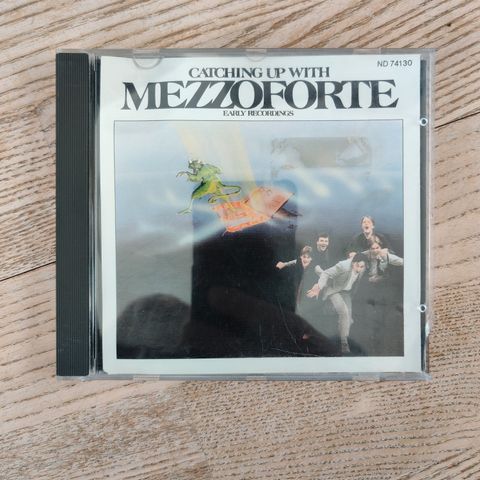 ND 74130
CATCHING UP WITH
MEZZOFORTE
EARLY RECORDINGS